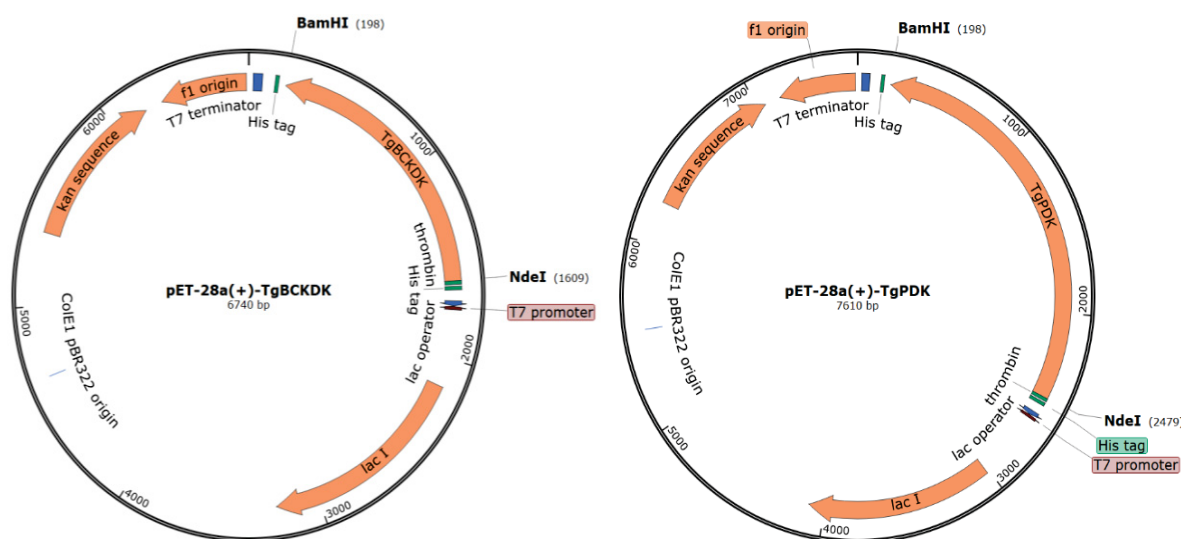 BamHI (198)
f1 origin
T7 terminator
His tag
6000
kan sequence
1000
TgBCKDK
thrombin
His tag
NdeI (1609)
T7 promoter
lac operator
pET-28a(+)-TgBCKDK
6740 bp
5000
ColE1 pBR322 origin
2000
lac I
4000
3000
f1 origin
BamHI (198)
7000
T7 terminator
His tag
kan sequence
1000
TgPDK
6000
pET-28a(+)-TgPDK
7610 bp
2000
ColE1 pBR322 origin
thrombin
lac operator
NdeI (2479)
His tag
T7 promoter
5000
3000
lac I
4000